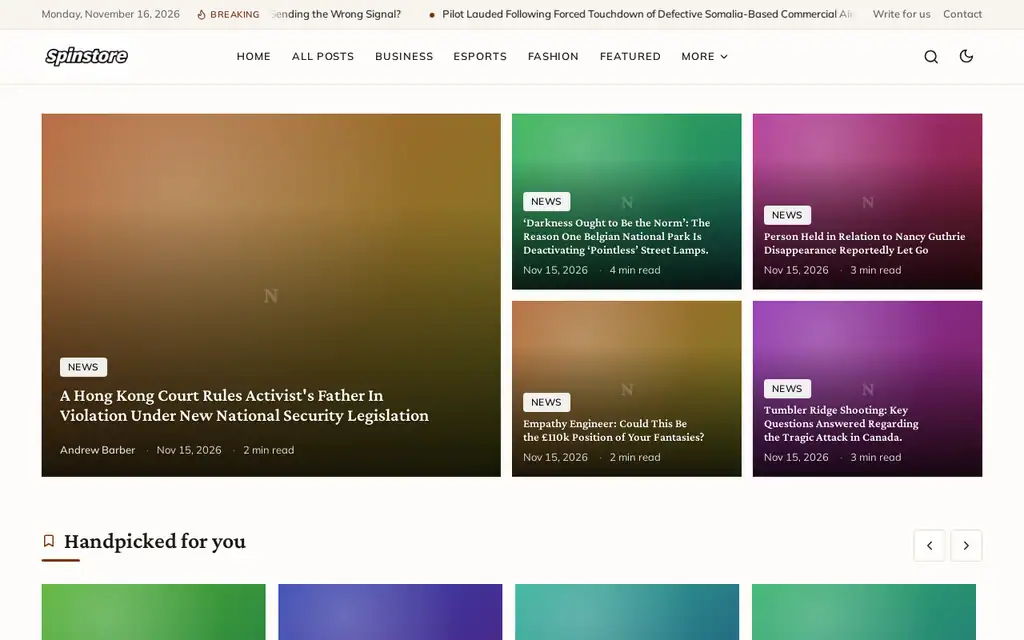 Monday, November 16, 2026
BREAKING
Sending the Wrong Signal?
Pilot Lauded Following Forced Touchdown of Defective Somalia-Based Commercial
Write for us
Contact
Spinstore
HOME
ALL POSTS
BUSINESS
ESPORTS
FASHION
FEATURED
MORE
N
NEWS
A Hong Kong Court Rules Activist's Father In
Violation Under New National Security Legislation
Andrew Barber · Nov 15, 2026 · 2 min read
N
NEWS
‘Darkness Ought to Be the Norm’: The
Reason One Belgian National Park Is
Deactivating ‘Pointless’ Street Lamps.
Nov 15, 2026 · 4 min read
N
NEWS
Person Held in Relation to Nancy Guthrie
Disappearance Reportedly Let Go
Nov 15, 2026 · 3 min read
N
NEWS
Empathy Engineer: Could This Be
the £110k Position of Your Fantasies?
Nov 15, 2026 · 2 min read
N
NEWS
Tumbler Ridge Shooting: Key
Questions Answered Regarding
the Tragic Attack in Canada.
Nov 15, 2026 · 3 min read
Handpicked for you